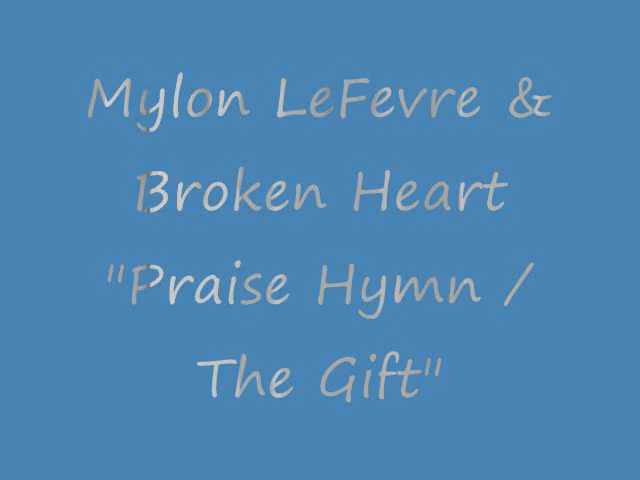 Mylon LeFevre &
Broken Heart
"Praise Hymn /
The Gift"